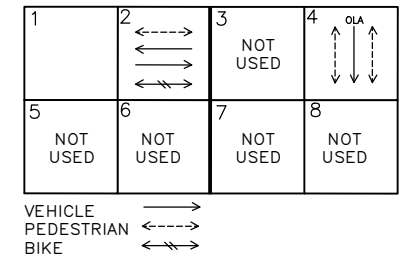 1
2
3
NOT
USED
4
OLA
5
NOT
USED
6
NOT
USED
7
NOT
USED
8
NOT
USED
VEHICLE
PEDESTRIAN
BIKE